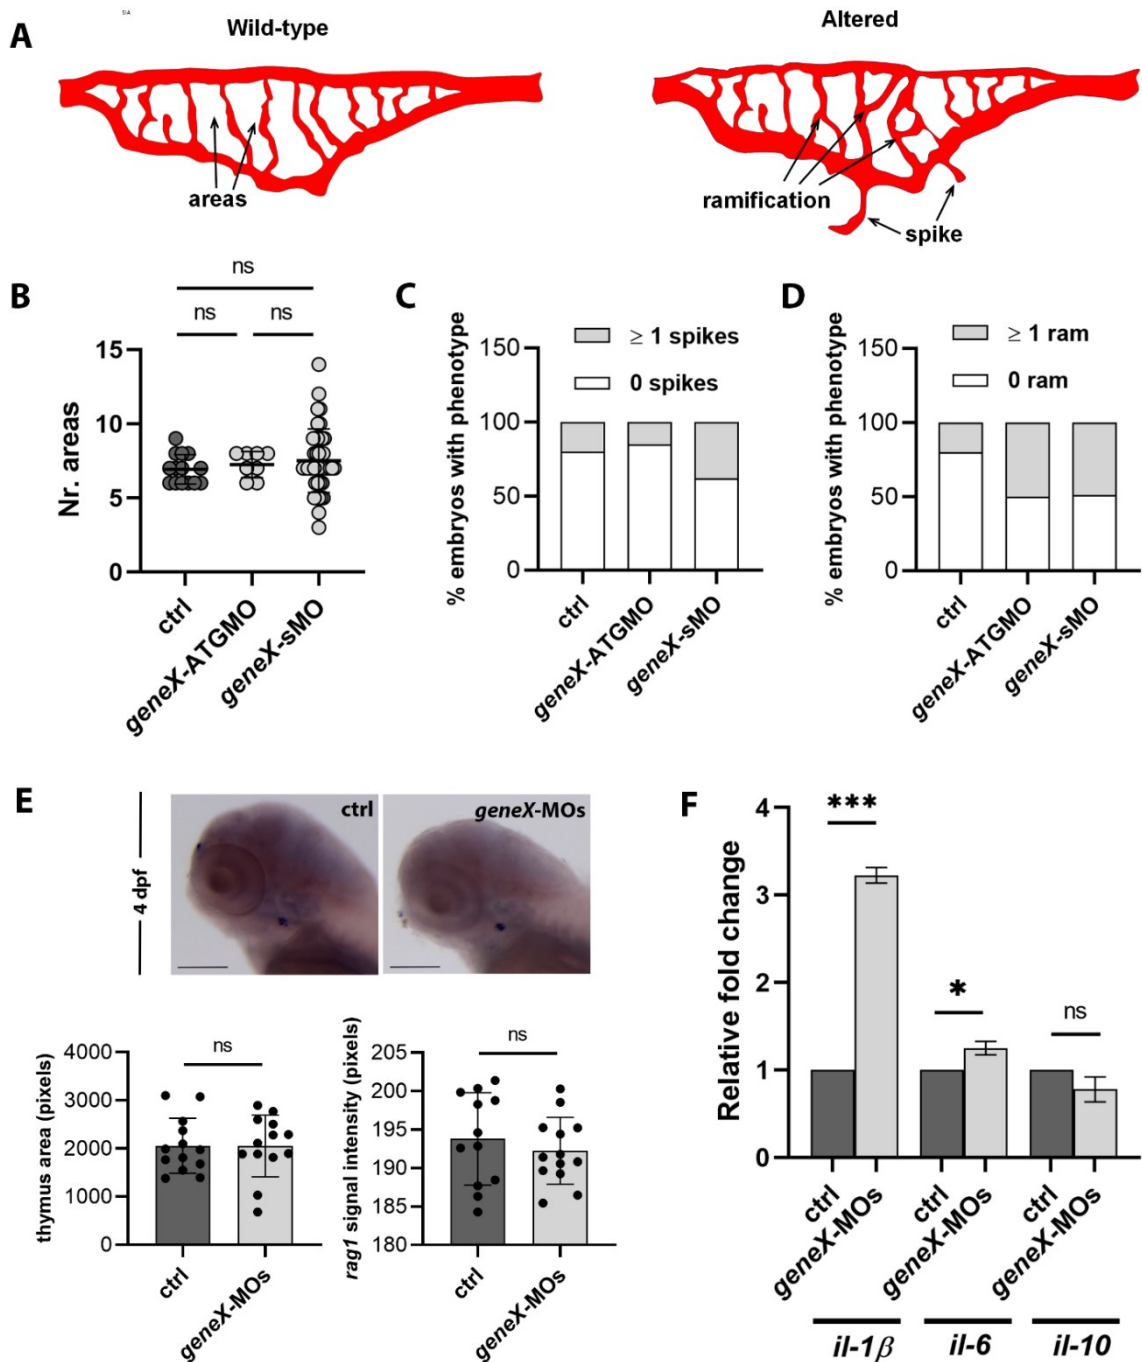 A
Wild-type
Altered
areas
ramification
spike
B
ns
ns
ns
Nr. areas
15
10
5
0
ctrl
geneX-ATGMO
geneX-sMO
C
≥ 1 spikes
0 spikes
% embryos with phenotype
150
100
50
0
ctrl
geneX-ATGMO
geneX-sMO
D
≥ 1 ram
0 ram
% embryos with phenotype
150
100
50
0
ctrl
geneX-ATGMO
geneX-sMO
E
4 dpf
ctrl
geneX-MOs
thymus area (pixels)
4000
3000
2000
1000
0
ns
ctrl
geneX-MOs
rag1 signal intensity (pixels)
205
200
195
190
185
180
ns
ctrl
geneX-MOs
F
Relative fold change
4
3
2
1
0
***
*
ns
ctrl
geneX-MOs
ctrl
geneX-MOs
ctrl
geneX-MOs
il-1β
il-6
il-10